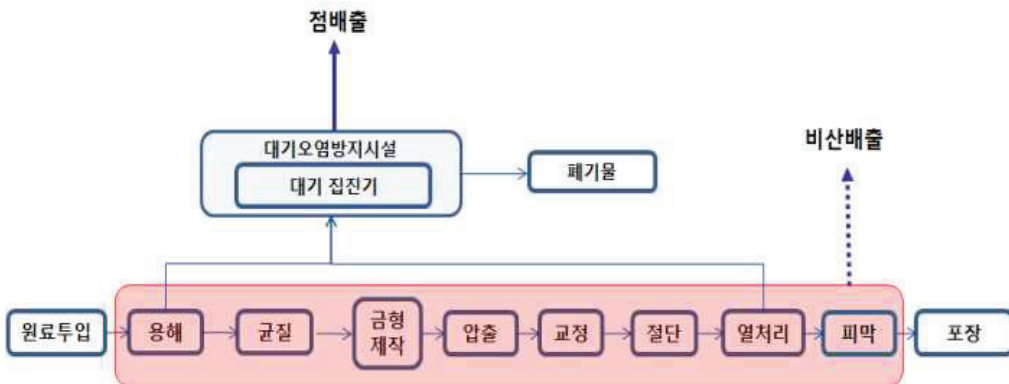 점배출
대기오염방지시설
대기 집진기
폐기물
비산배출
원료투입
용해
균질
금형
제작
압출
교정
절단
열처리
피막
포장